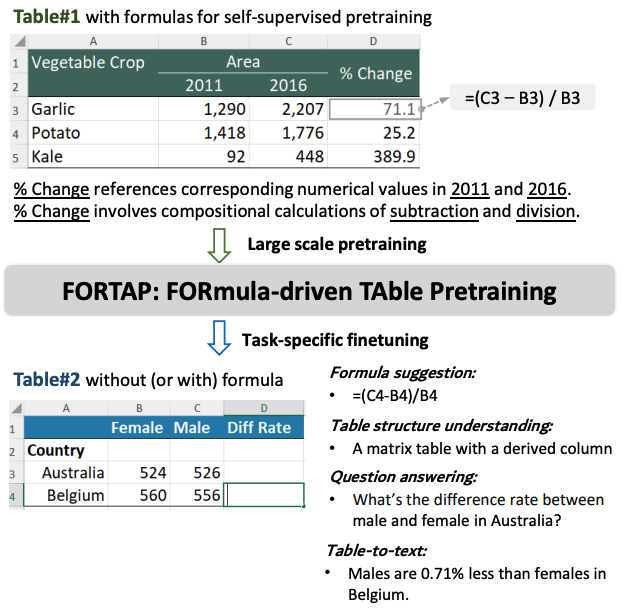 Table#1 with formulas for self-supervised pretraining
A B C D
1 Vegetable Crop Area % Change
2 2011 2016
3 Garlic 1,290 2,207 71.1
=(C3 – B3) / B3
4 Potato 1,418 1,776 25.2
5 Kale 92 448 389.9
% Change references corresponding numerical values in 2011 and 2016.
% Change involves compositional calculations of subtraction and division.
Large scale pretraining
FORTAP: FORmula-driven TAble Pretraining
Task-specific finetuning
Table#2 without (or with) formula
A B C D
1 Female Male Diff Rate
2 Country
3 Australia 524 526
4 Belgium 560 556
Formula suggestion:
• =(C4-B4)/B4
Table structure understanding:
• A matrix table with a derived column
Question answering:
• What's the difference rate between
male and female in Australia?
Table-to-text:
• Males are 0.71% less than females in
Belgium.